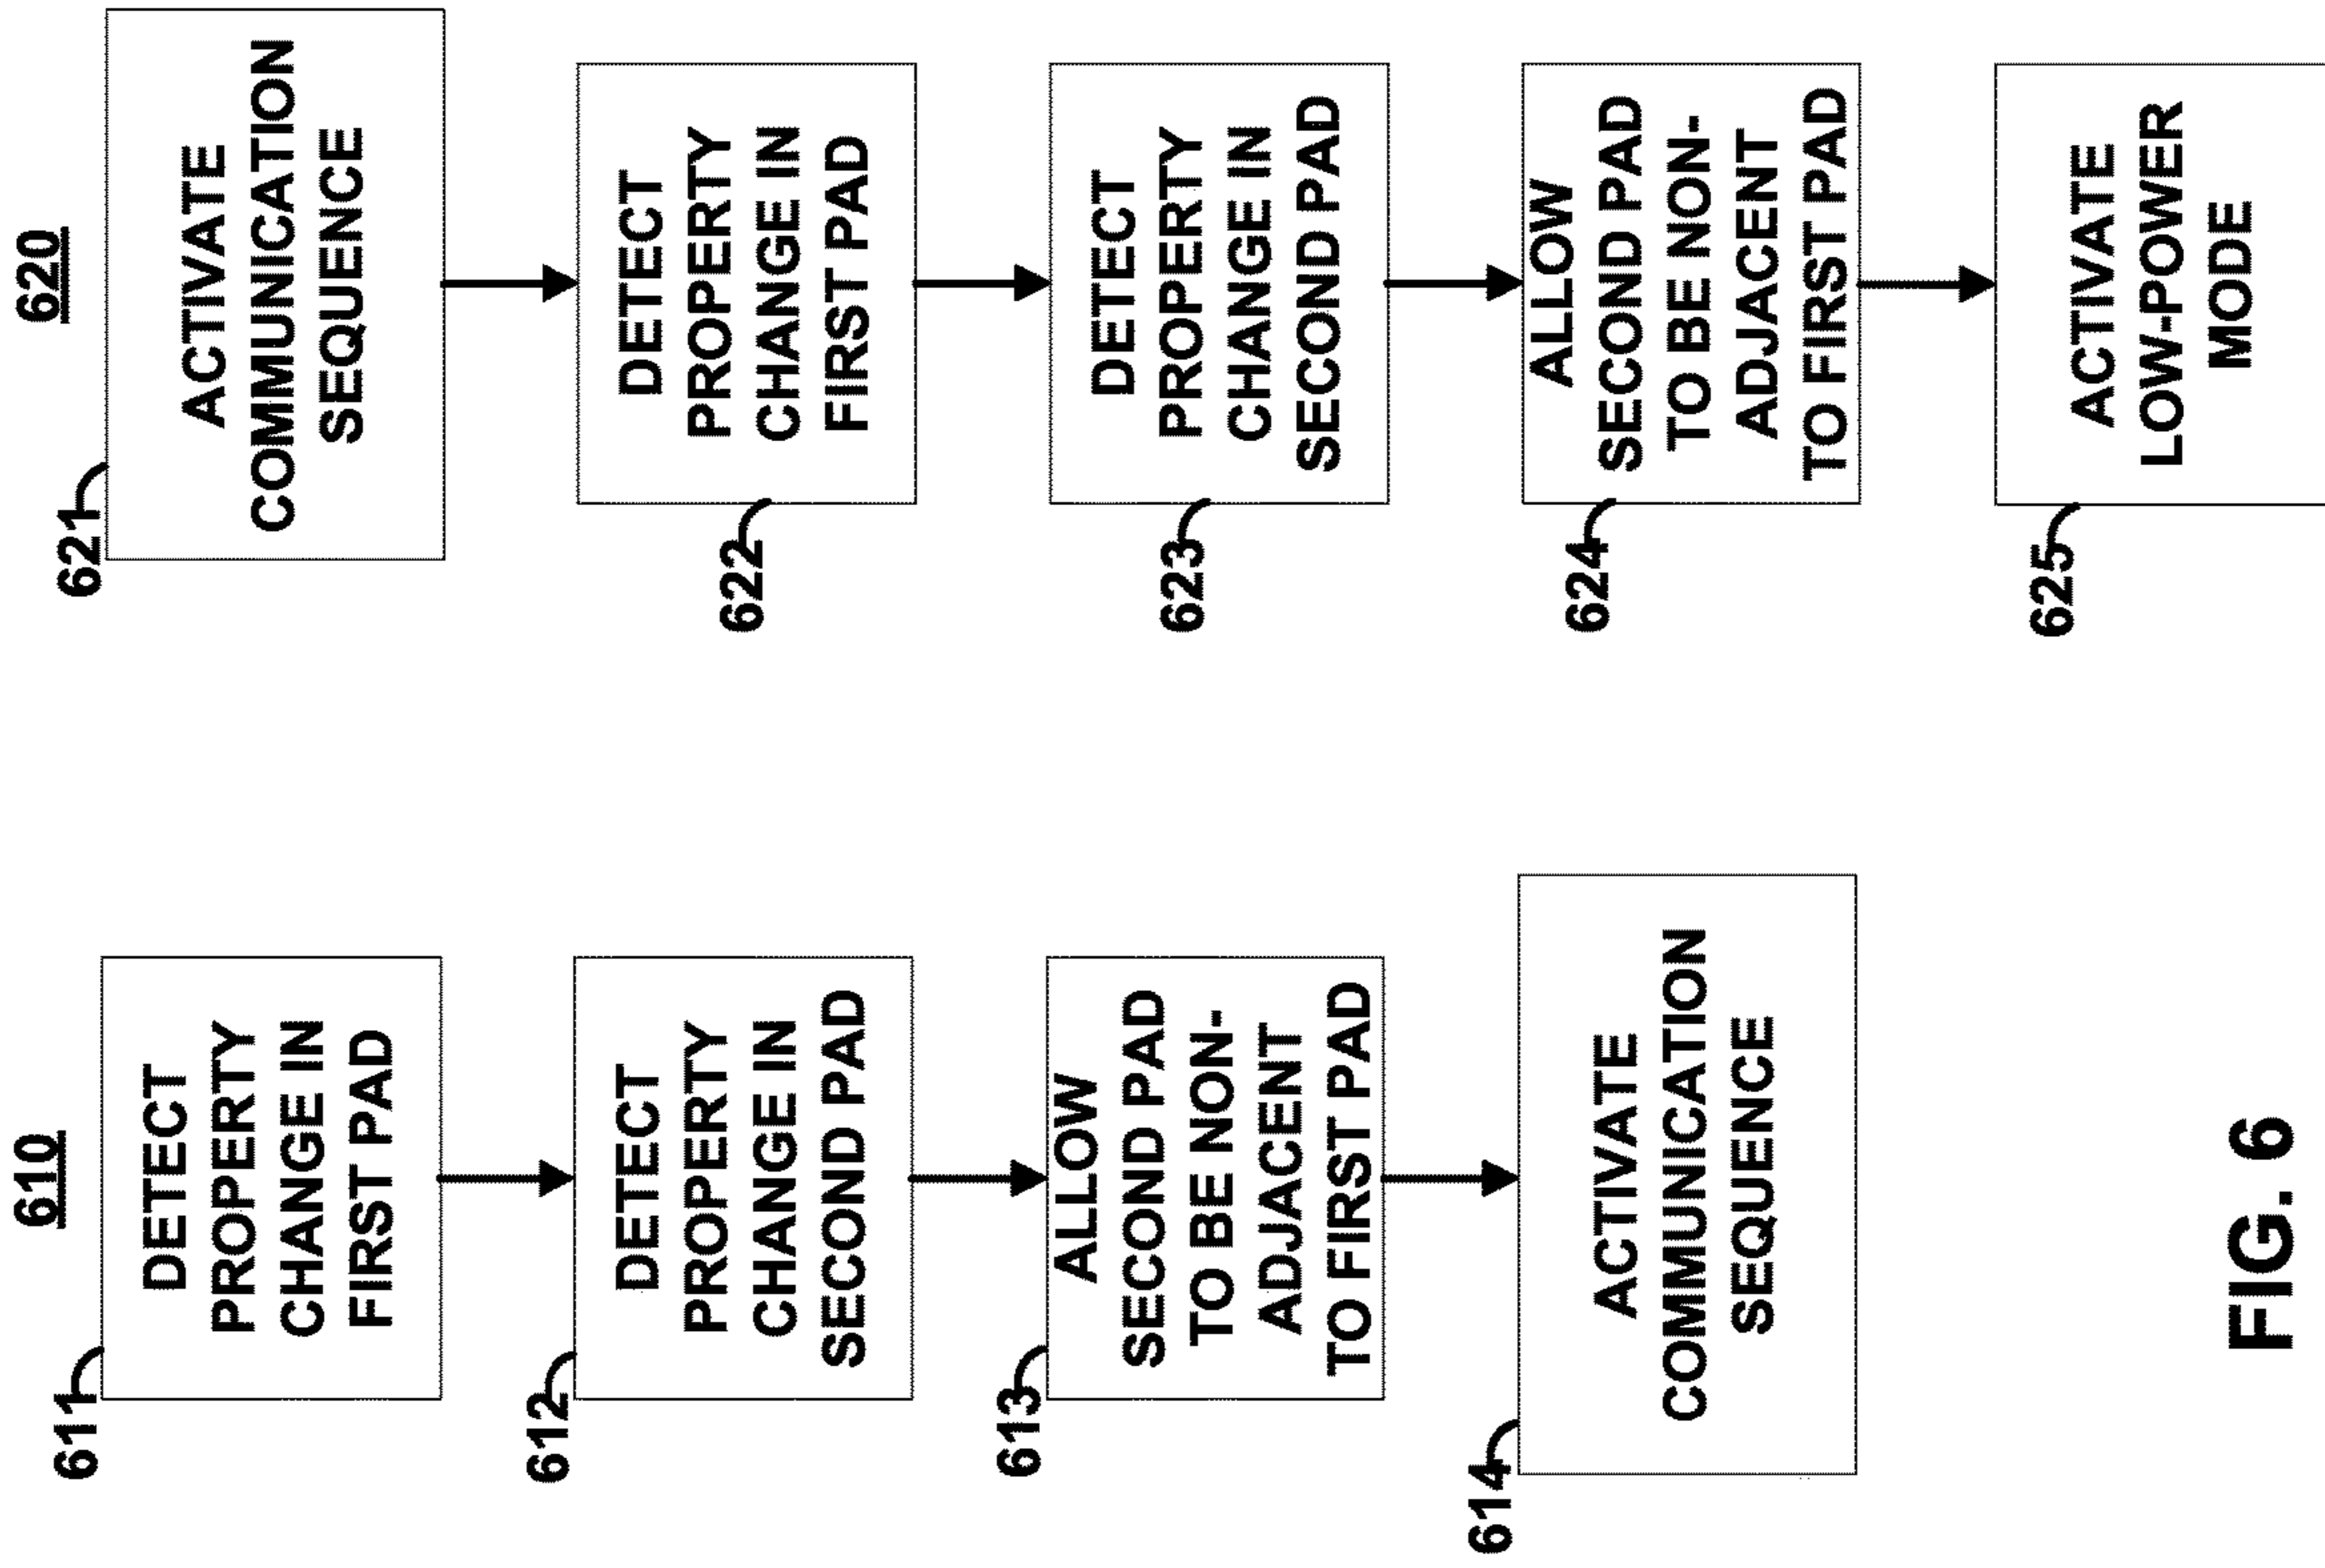 610
611
DETECT
PROPERTY
CHANGE IN
FIRST PAD
612
DETECT
PROPERTY
CHANGE IN
SECOND PAD
613
ALLOW
SECOND PAD
TO BE NON-
ADJACENT
TO FIRST PAD
614
ACTIVATE
COMMUNICATION
SEQUENCE
620
621
ACTIVATE
COMMUNICATION
SEQUENCE
622
DETECT
PROPERTY
CHANGE IN
FIRST PAD
623
DETECT
PROPERTY
CHANGE IN
SECOND PAD
624
ALLOW
SECOND PAD
TO BE NON-
ADJACENT
TO FIRST PAD
625
ACTIVATE
LOW-POWER
MODE
FIG. 6